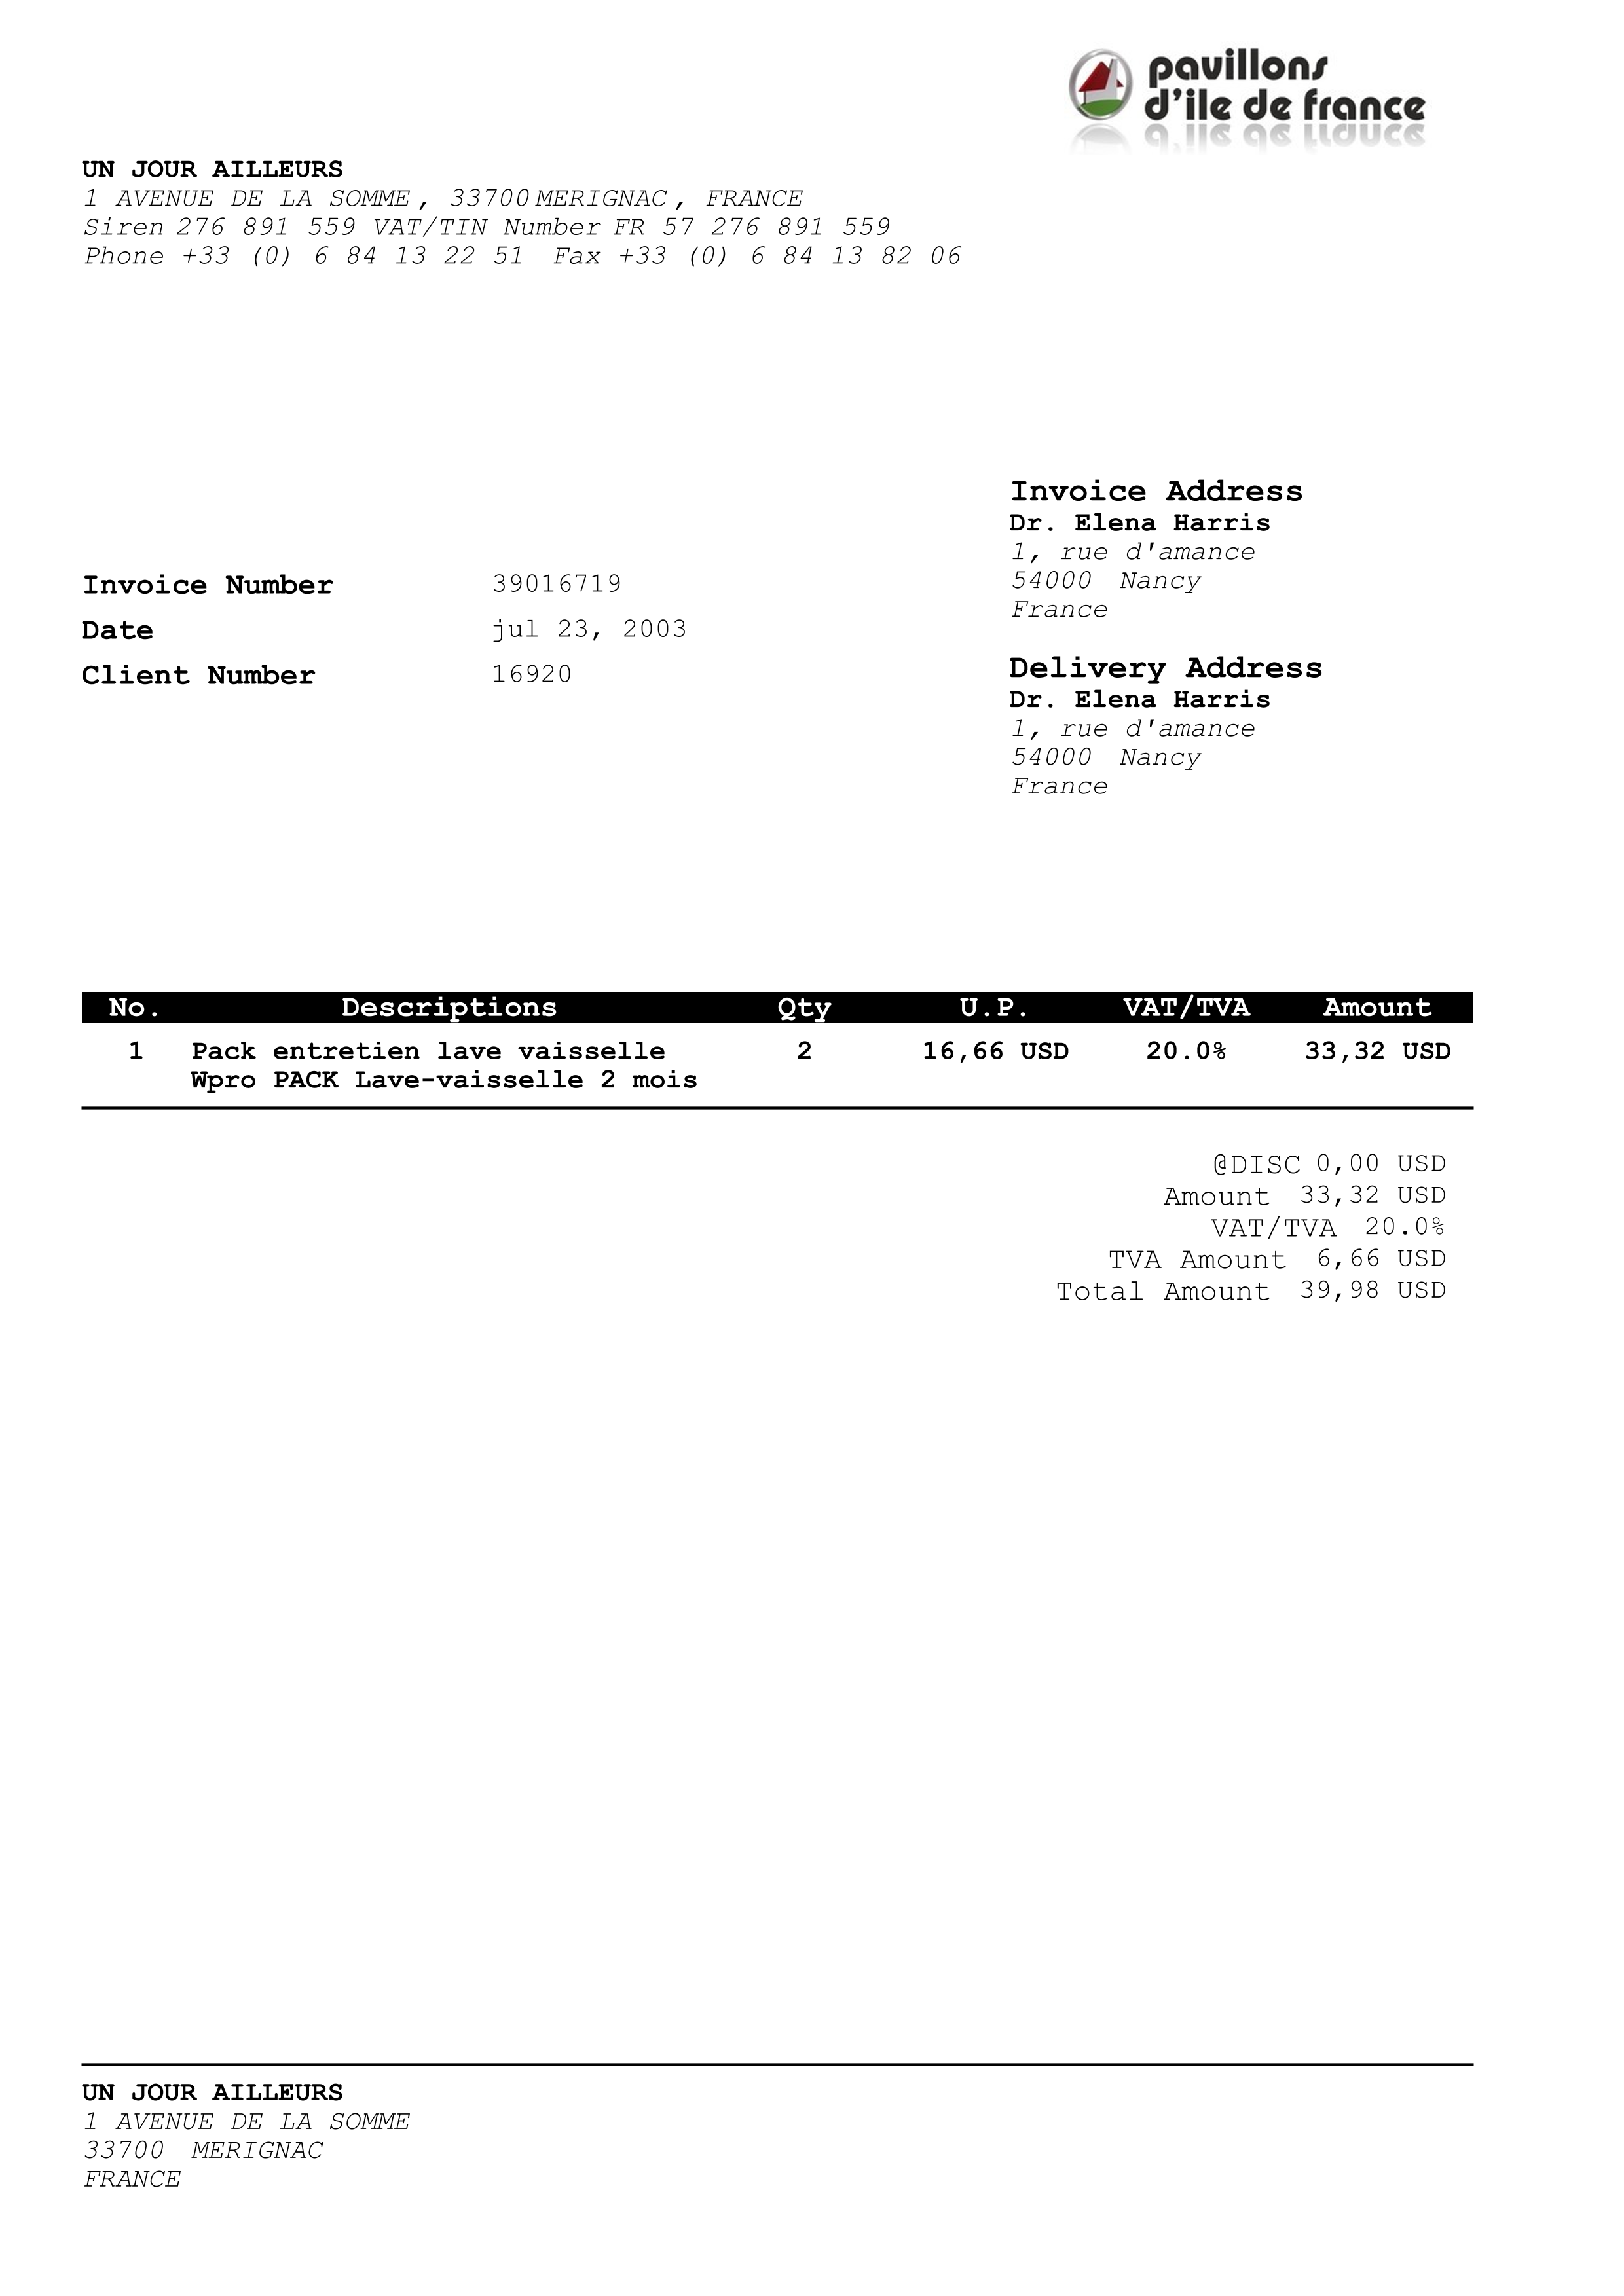 pavillons
d'ile de france
UN JOUR AILLEURS
1 AVENUE DE LA SOMME, 33700 MERIGNAC, FRANCE
Siren 276 891 559 VAT/TIN Number FR 57 276 891 559
Phone +33 (0) 6 84 13 22 51 Fax +33 (0) 6 84 13 82 06
Invoice Address
Dr. Elena Harris
1, rue d'amance
54000 Nancy
France
Invoice Number 39016719
Date jul 23, 2003
Client Number 16920
Delivery Address
Dr. Elena Harris
1, rue d'amance
54000 Nancy
France
No. Descriptions Qty U.P. VAT/TVA Amount
1 Pack entretien lave vaisselle 2 16,66 USD 20.0% 33,32 USD
Wpro PACK Lave-vaisselle 2 mois
@DISC 0,00 USD
Amount 33,32 USD
VAT/TVA 20.0%
TVA Amount 6,66 USD
Total Amount 39,98 USD
UN JOUR AILLEURS
1 AVENUE DE LA SOMME
33700 MERIGNAC
FRANCE